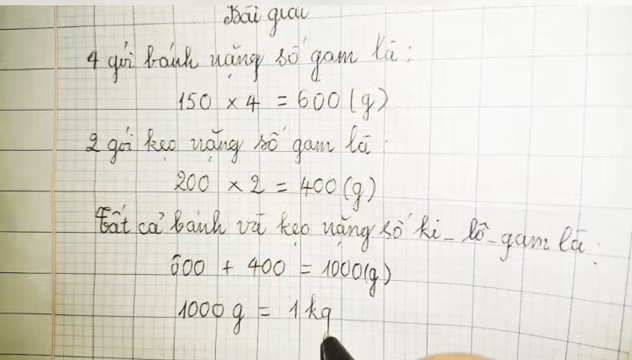 Bài giải
4 gói bánh nặng số gam là:
150 × 4 = 600 (g)
2 gói kẹo nặng số gam là:
200 × 2 = 400 (g)
Tất cả bánh và kẹo nặng số ki-lô-gam là:
600 + 400 = 1000(g)
1000 g = 1 kg